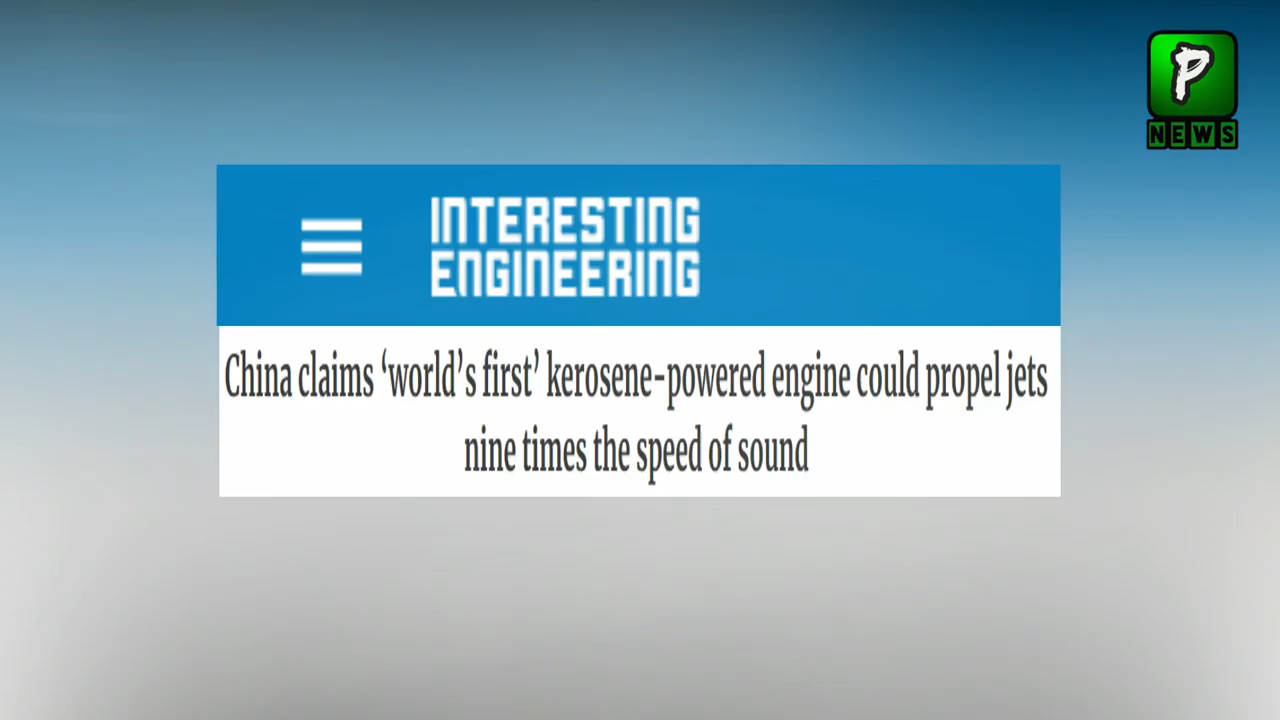 P
NEWS
INTERESTING
ENGINEERING
China claims ‘world’s first’ kerosene-powered engine could propel jets
nine times the speed of sound